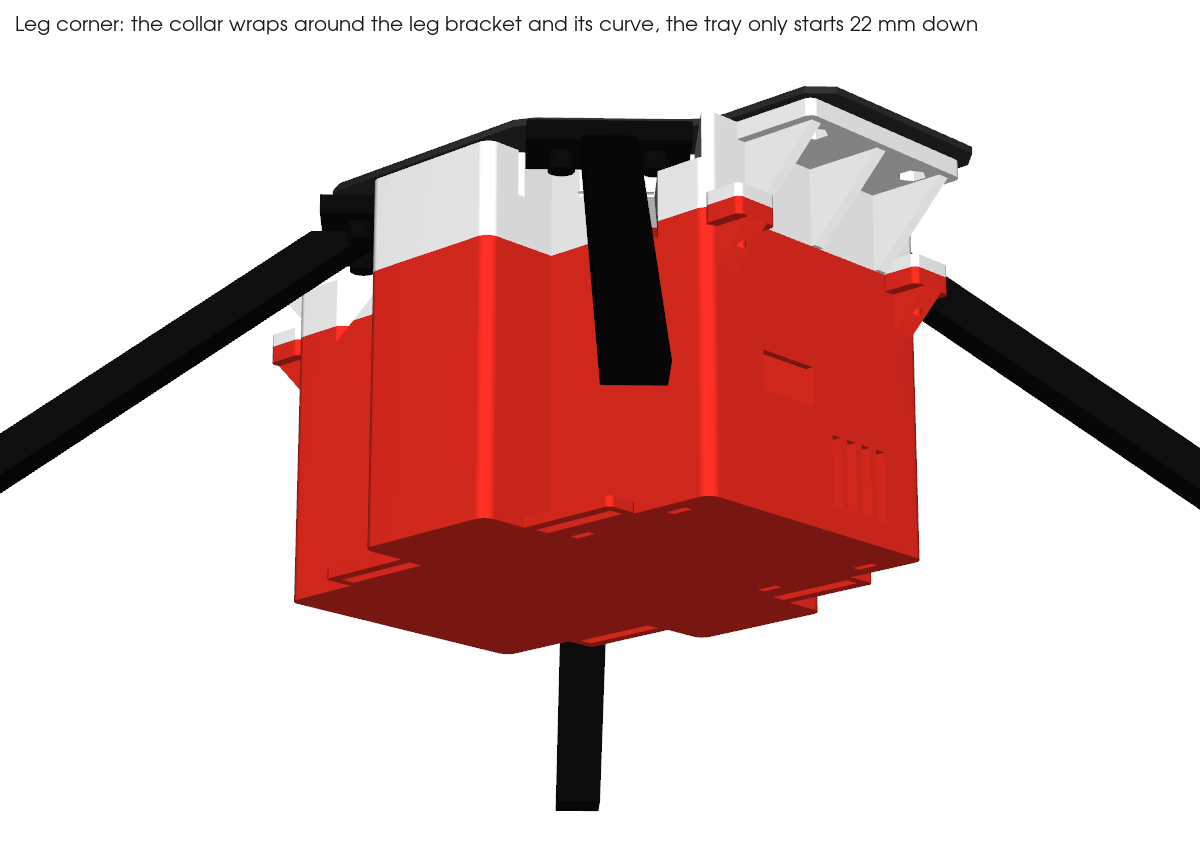 Leg corner: the collar wraps around the leg bracket and its curve, the tray only starts 22 mm down